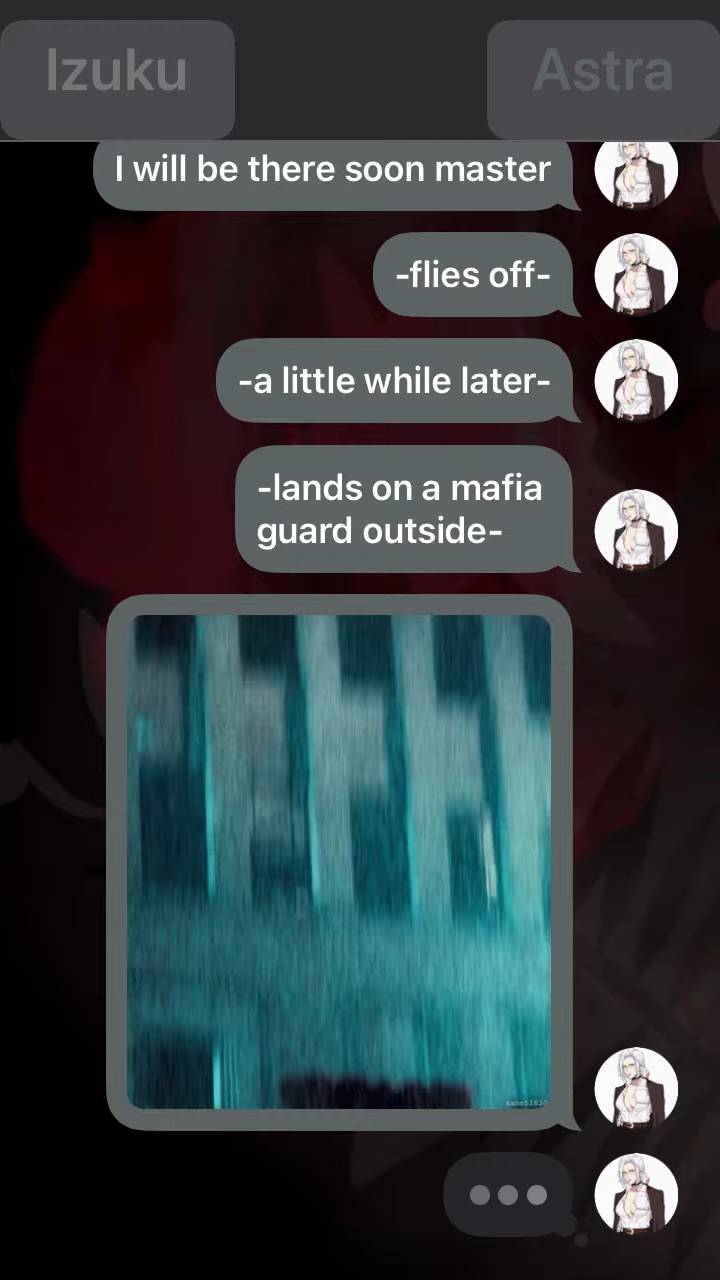 Izuku
Astra
I will be there soon master
-flies off-
-a little while later-
-lands on a mafia
guard outside-